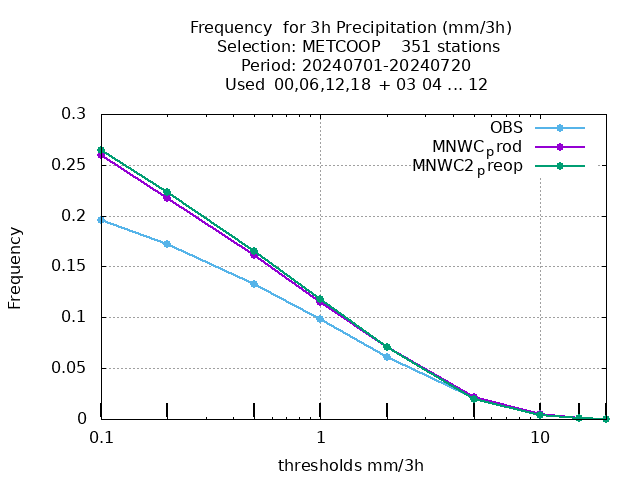 Frequency  for 3h Precipitation (mm/3h)
Selection: METCOOP    351 stations
Period: 20240701-20240720
Used  00,06,12,18 + 03 04 ... 12
OBS
MNWCprod
MNWC2preop
0.3
0.25
0.2
0.15
0.1
0.05
0
Frequency
0.1
1
10
thresholds mm/3h